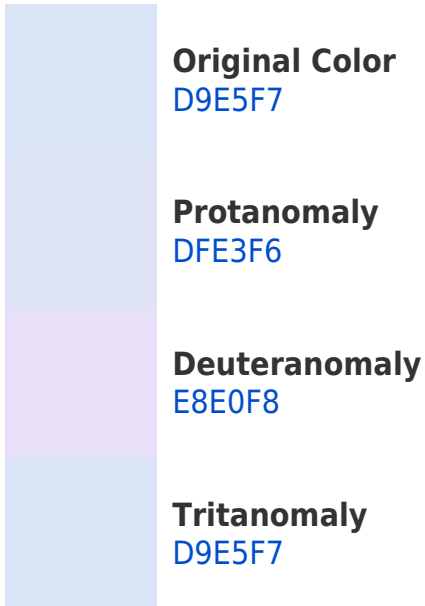 Original Color
D9E5F7
Protanomaly
DFE3F6
Deuteranomaly
E8E0F8
Tritanomaly
D9E5F7